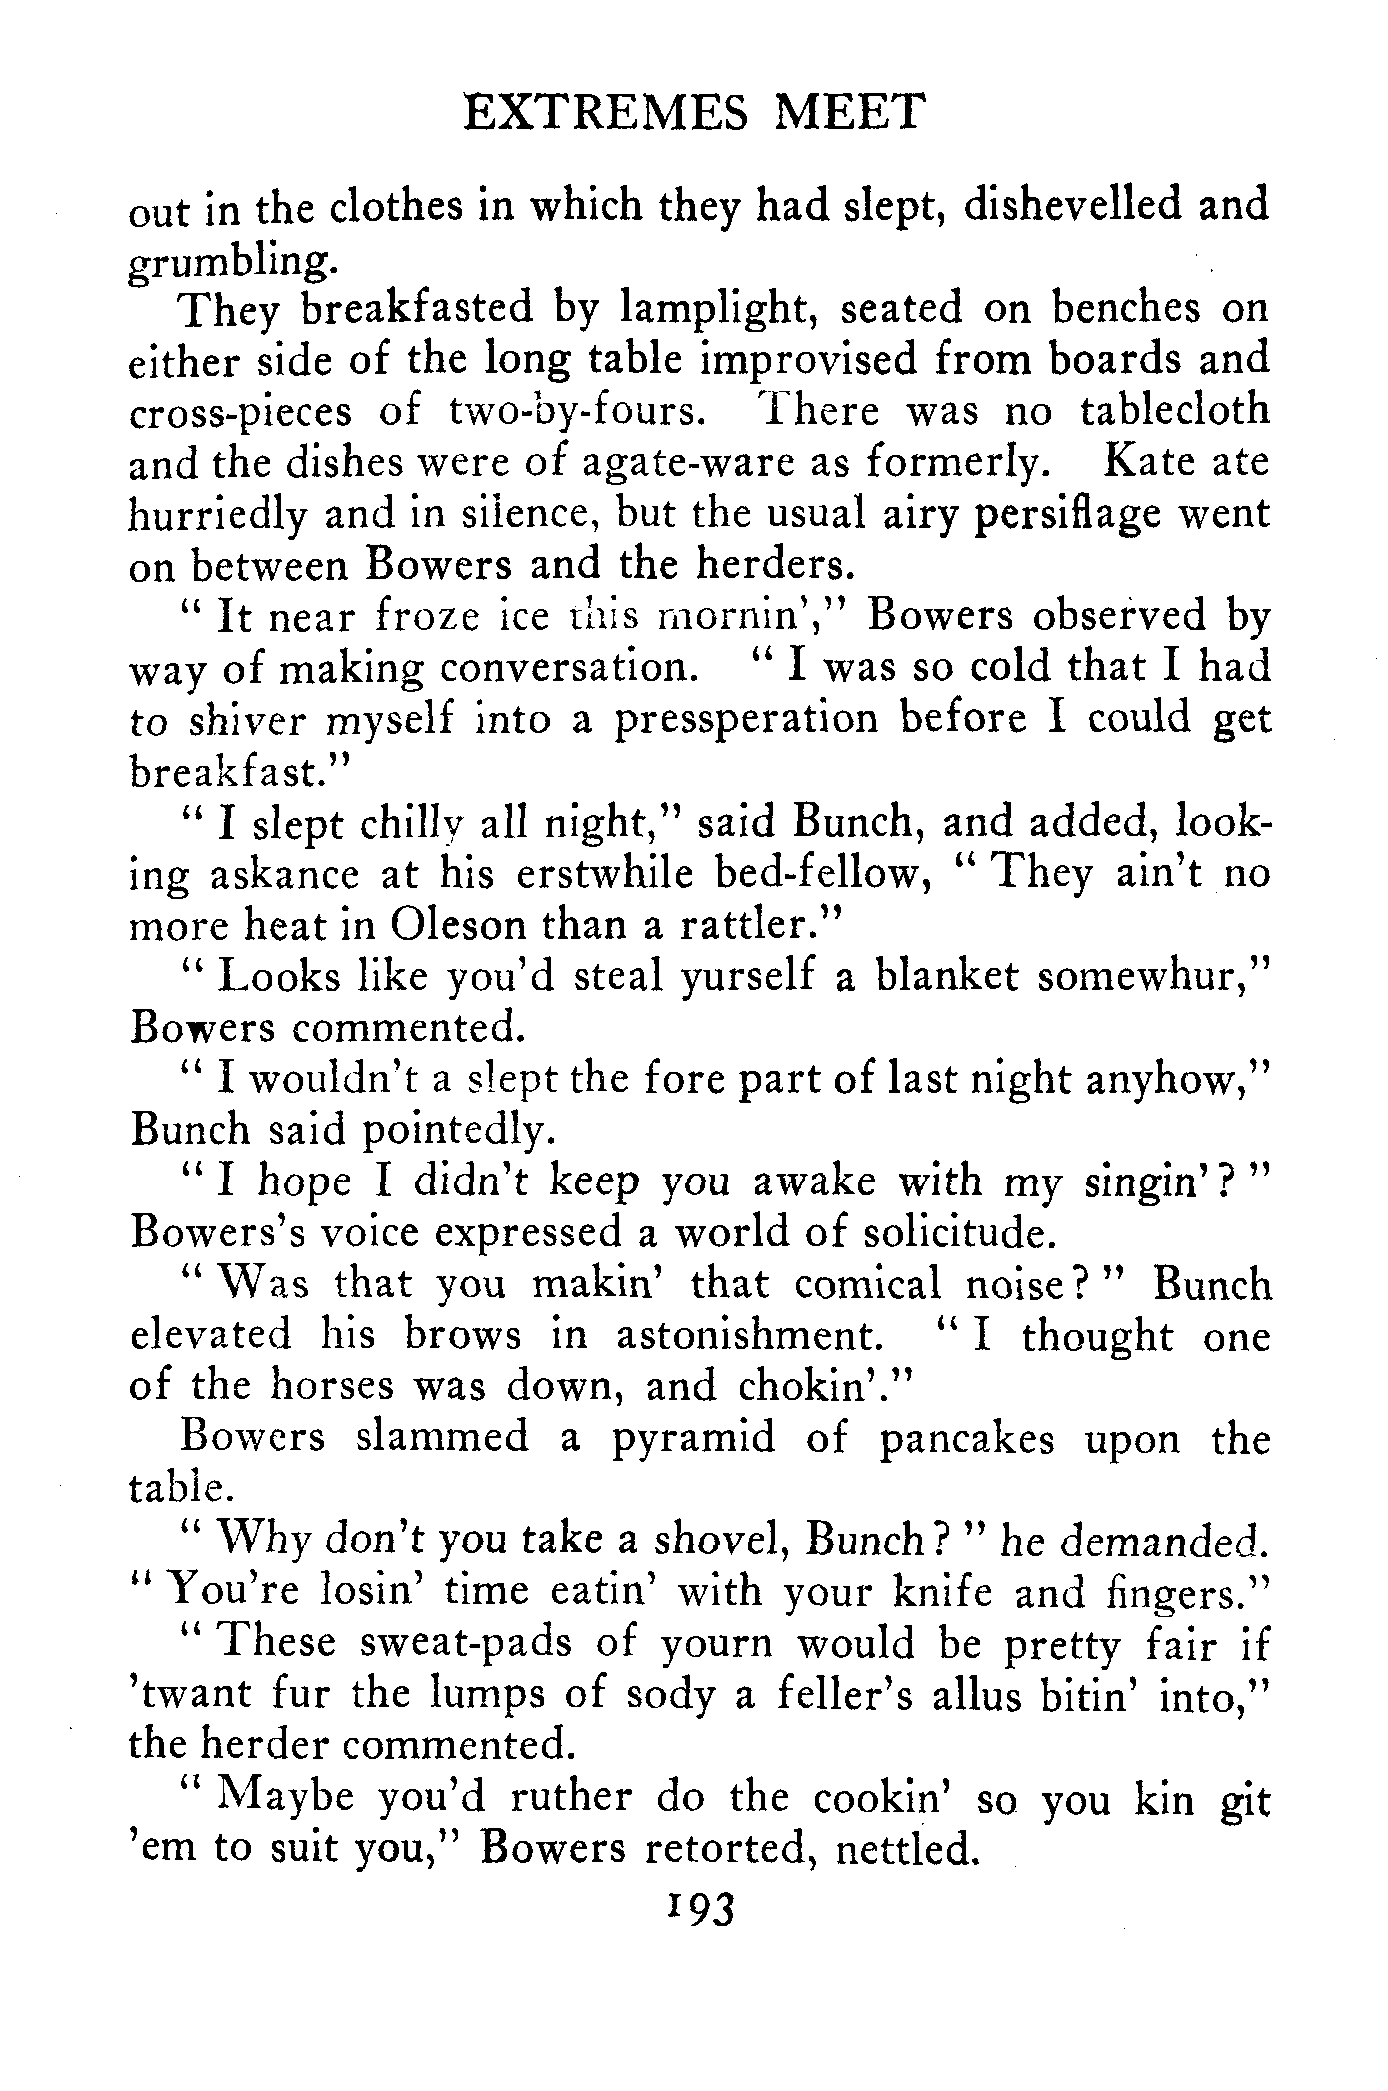 EXTREMES MEET
out in the clothes in which they had slept, dishevelled and
grumbling.
They breakfasted by lamplight, seated on benches on
either side of the long table improvised from boards and
cross-pieces of two-by-fours. There was no tablecloth
and the dishes were of agate-ware as formerly. Kate ate
hurriedly and in silence, but the usual airy persiflage went
on between Bowers and the herders.
" It near froze ice this mornin'," Bowers observed by
way of making conversation. " I was so cold that I had
to shiver myself into a pressperation before I could get
breakfast."
" I slept chilly all night," said Bunch, and added, look-
ing askance at his erstwhile bed-fellow, " They ain't no
more heat in Oleson than a rattler."
" Looks like you'd steal yurself a blanket somewhur,"
Bowers commented.
" I wouldn't a slept the fore part of last night anyhow,"
Bunch said pointedly.
" I hope I didn't keep you awake with my singin'? "
Bowers's voice expressed a world of solicitude.
" Was that you makin' that comical noise? " Bunch
elevated his brows in astonishment. " I thought one
of the horses was down, and chokin'."
Bowers slammed a pyramid of pancakes upon the
table.
" Why don't you take a shovel, Bunch? " he demanded.
" You're losin' time eatin' with your knife and fingers."
" These sweat-pads of yourn would be pretty fair if
'twant fur the lumps of sody a feller's allus bitin' into,"
the herder commented.
" Maybe you'd ruther do the cookin' so you kin git
'em to suit you," Bowers retorted, nettled.
193